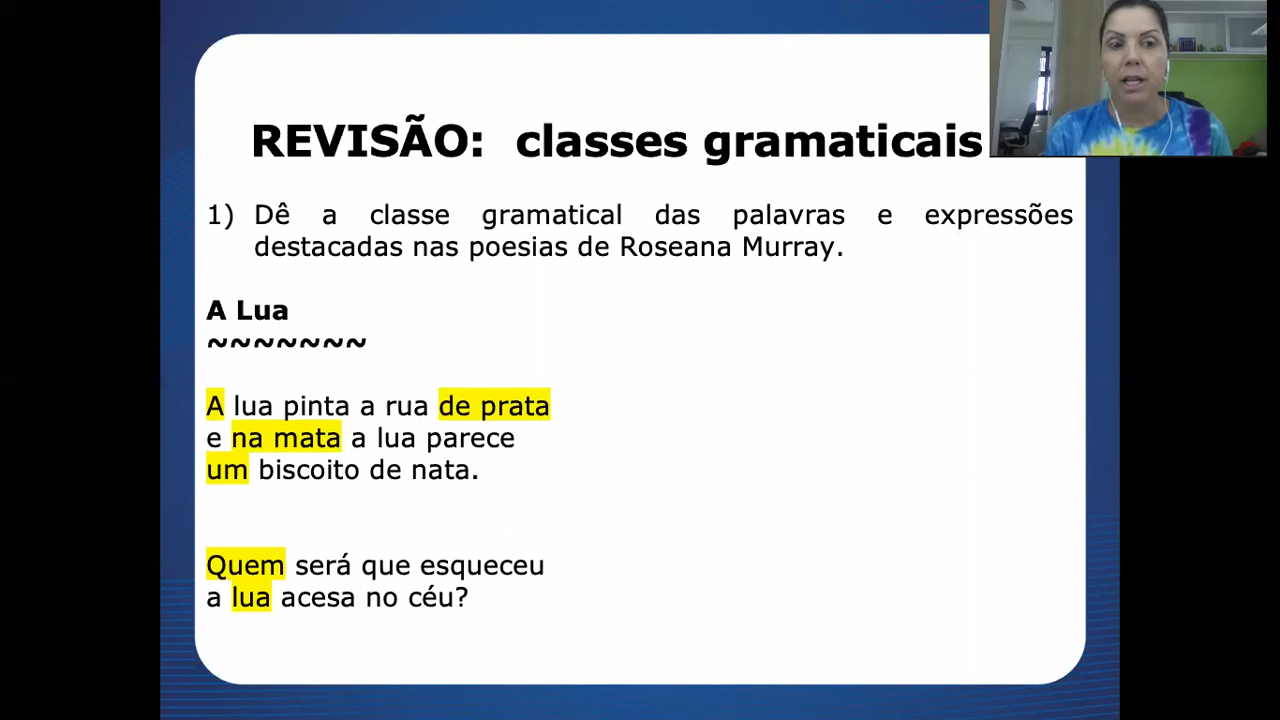 REVISÃO: classes gramaticais
1) Dê a classe gramatical das palavras e expressões
destacadas nas poesias de Roseana Murray.
A Lua
~~~~~~~
A lua pinta a rua de prata
e na mata a lua parece
um biscoito de nata.
Quem será que esqueceu
a lua acesa no céu?